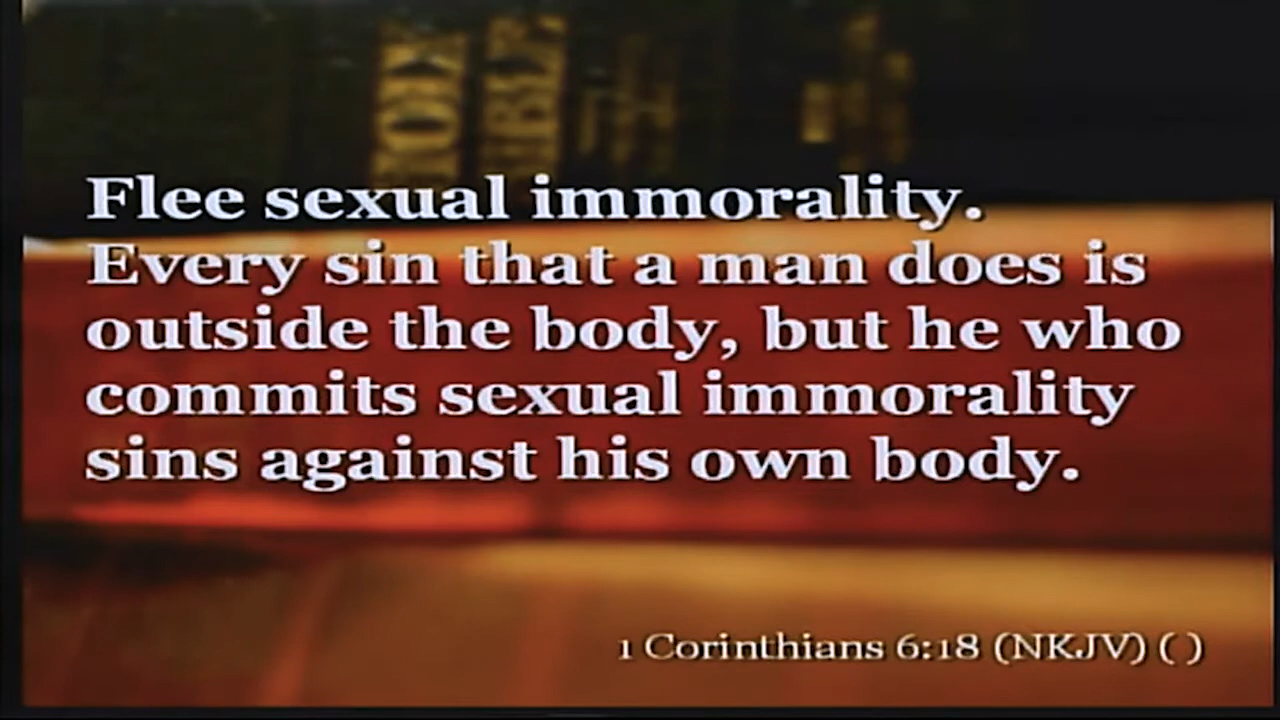 Flee sexual immorality.
Every sin that a man does is
outside the body, but he who
commits sexual immorality
sins against his own body.
1 Corinthians 6:18 (NKJV) ( )